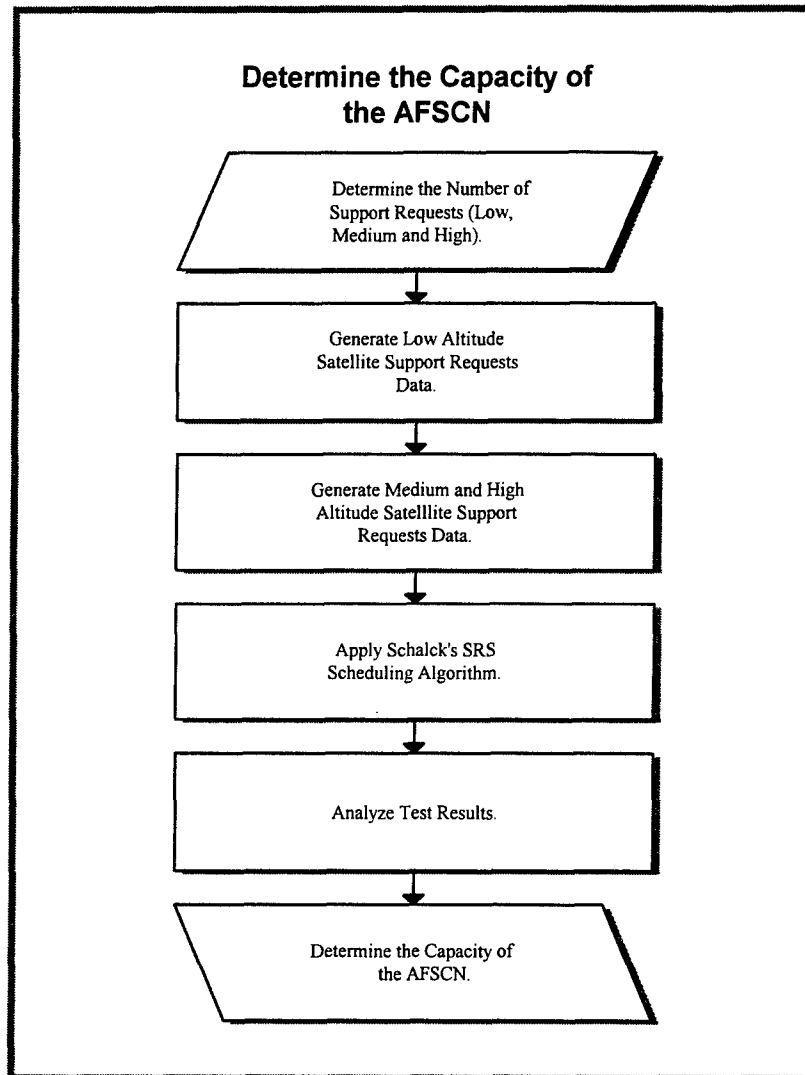 Determine the Capacity of
the AFSCN
Determine the Number of
Support Requests (Low,
Medium and High).
Generate Low Altitude
Satellite Support Requests
Data.
Generate Medium and High
Altitude Satelllite Support
Requests Data.
Apply Schalck's SRS
Scheduling Algorithm.
Analyze Test Results.
Determine the Capacity of
the AFSCN.